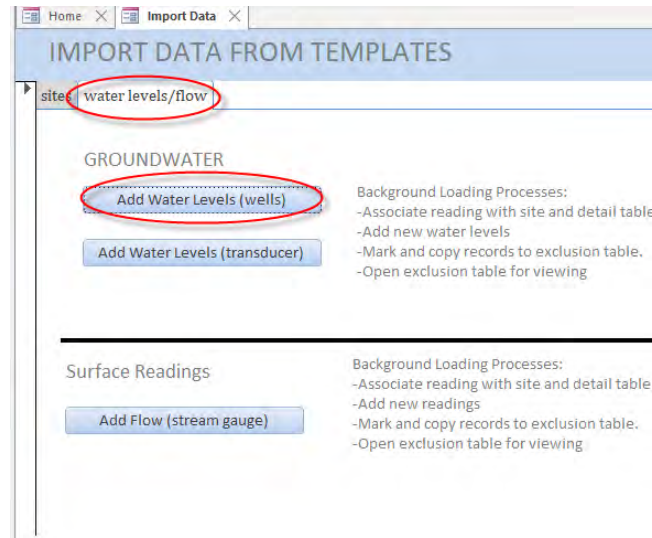 Home Import Data
IMPORT DATA FROM TEMPLATES
sites water levels/flow
GROUNDWATER
Add Water Levels (wells)
Add Water Levels (transducer)
Background Loading Processes:
-Associate reading with site and detail table
-Add new water levels
-Mark and copy records to exclusion table.
-Open exclusion table for viewing
Surface Readings
Add Flow (stream gauge)
Background Loading Processes:
-Associate reading with site and detail table
-Add new readings
-Mark and copy records to exclusion table.
-Open exclusion table for viewing